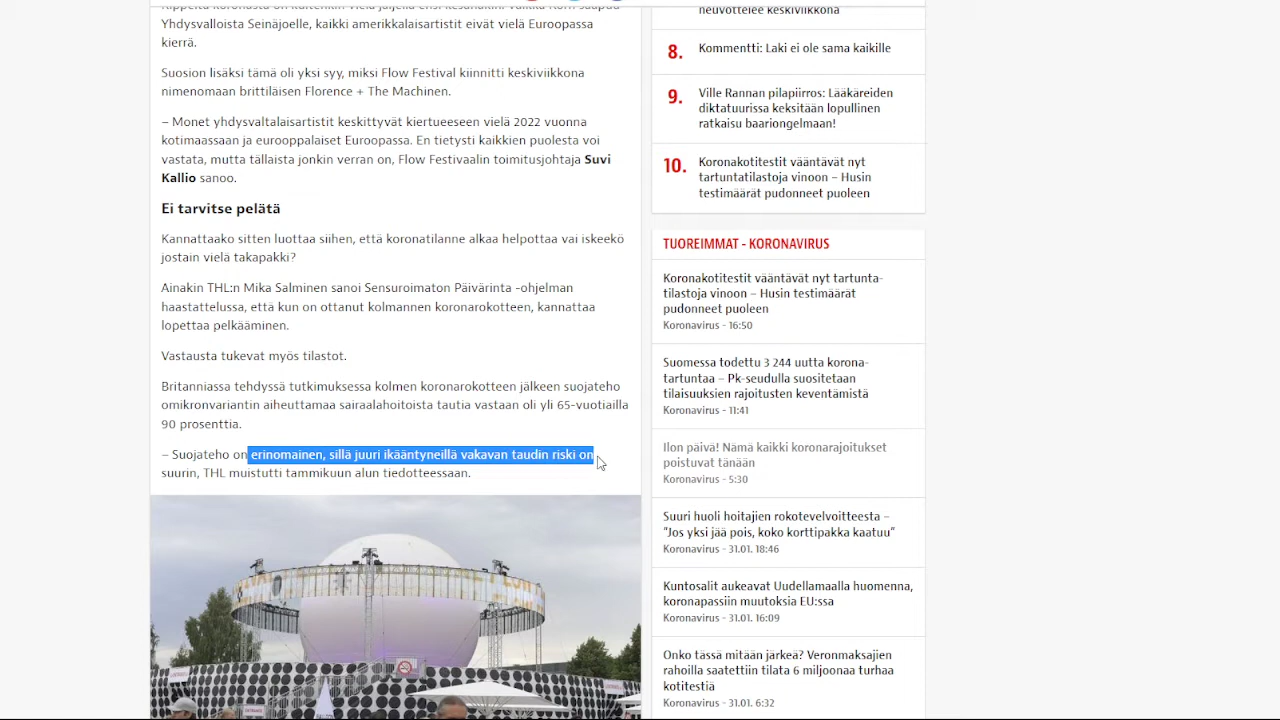 Yhdysvalloista Seinäjoelle, kaikki amerikkalaisartistit eivät vielä Euroopassa
kierrä.
Suosion lisäksi tämä oli yksi syy, miksi Flow Festival kiinnitti keskiviikkona
nimenomaan brittiläisen Florence + The Machinen.
– Monet yhdysvaltalaisartistit keskittyvät kiertueeseen vielä 2022 vuonna
kotimaassaan ja eurooppalaiset Euroopassa. En tietysti kaikkien puolesta voi
vastata, mutta tällaista jonkin verran on, Flow Festivaalin toimitusjohtaja Suvi
Kallio sanoo.
Ei tarvitse pelätä
Kannattaako sitten luottaa siihen, että koronatilanne alkaa helpottaa vai iskeekö
jostain vielä takapakki?
Ainakin THL:n Mika Salminen sanoi Sensuroimaton Päivärinta -ohjelman
haastattelussa, että kun on ottanut kolmannen koronarokotteen, kannattaa
lopettaa pelkääminen.
Vastausta tukevat myös tilastot.
Britanniassa tehdyssä tutkimuksessa kolmen koronarokotteen jälkeen suojateho
omikronvariantin aiheuttamaa sairaalahoitoista tautia vastaan oli yli 65-vuotiailla
90 prosenttia.
– Suojateho on erinomainen, sillä juuri ikääntyneillä vakavan taudin riski on
suurin, THL muistutti tammikuun alun tiedotteessaan.
neuvottelee keskiviikkona
8. Kommentti: Laki ei ole sama kaikille
9. Ville Rannan pilapiirros: Lääkäreiden
diktatuurissa keksitään lopullinen
ratkaisu baariongelmaan!
10. Koronakotitestit vääntävät nyt
tartuntatilastoja vinoon – Husin
testimäärät pudonneet puoleen
TUOREIMMAT - KORONAVIRUS
Koronakotitestit vääntävät nyt tartunta-
tilastoja vinoon – Husin testimäärät
pudonneet puoleen
Koronavirus - 16:50
Suomessa todettu 3 244 uutta korona-
tartuntaa – Pk-seudulla suositetaan
tilaisuuksien rajoitusten keventämistä
Koronavirus - 11:41
Ilon päivä! Nämä kaikki koronarajoitukset
poistuvat tänään
Koronavirus - 5:30
Suuri huoli hoitajien rokotevelvoitteesta –
”Jos yksi jää pois, koko korttipakka kaatuu”
Koronavirus - 31.01. 18:46
Kuntosalit aukeavat Uudellamaalla huomenna,
koronapassiin muutoksia EU:ssa
Koronavirus - 31.01. 16:09
Onko tässä mitään järkeä? Veronmaksajien
rahoilla saatettiin tilata 6 miljoonaa turhaa
kotitestiä
Koronavirus - 31.01. 6:32